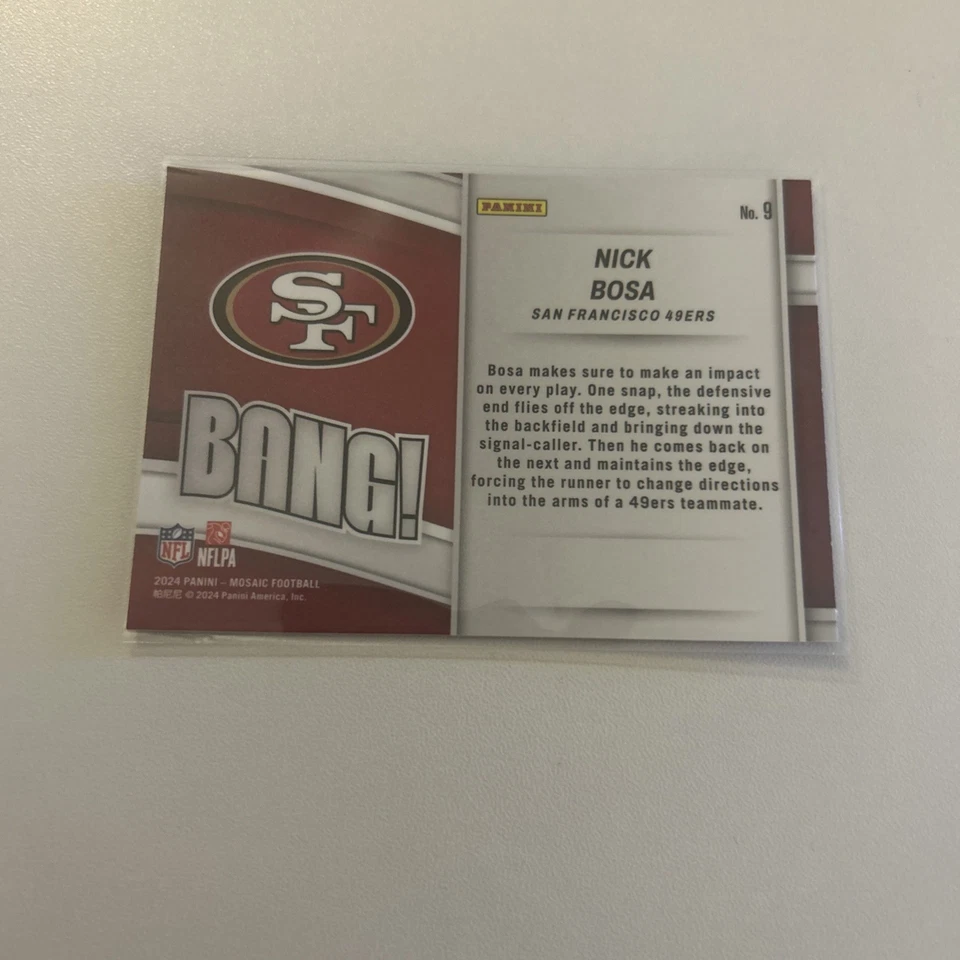 SF
BANG!
NFL
NFLPA
2024 PANINI – MOSAIC FOOTBALL
帕尼尼 © 2024 Panini America, Inc.
PANINI
No. 9
NICK
BOSA
SAN FRANCISCO 49ERS
Bosa makes sure to make an impact
on every play. One snap, the defensive
end flies off the edge, streaking into
the backfield and bringing down the
signal-caller. Then he comes back on
the next and maintains the edge,
forcing the runner to change directions
into the arms of a 49ers teammate.